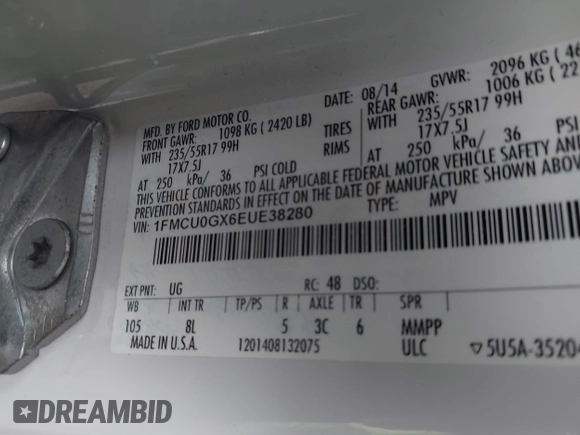 MFD. BY FORD MOTOR CO.
DATE: 08/14 GVWR: 2096 KG
FRONT GAWR: 1098 KG (2420 LB)
REAR GAWR: 1006 KG
WITH 235/55R17 99H TIRES WITH 235/55R17 99H
17X7.5J RIMS 17X7.5J
AT 250 kPa/ 36 PSI COLD AT 250 kPa/ 36
THIS VEHICLE CONFORMS TO ALL APPLICABLE FEDERAL MOTOR VEHICLE SAFETY AND
PREVENTION STANDARDS IN EFFECT ON THE DATE OF MANUFACTURE SHOWN ABOVE.
VIN: 1FMCU0GX6EUE38280 TYPE: MPV
EXT PNT: UG RC: 48 DSO:
WB INT TR TP/PS R AXLE TR SPR
105 8L 5 3C 6 MMPP
MADE IN U.S.A. 1201408132075 ULC ▽5U5A-3520
DREAMBID